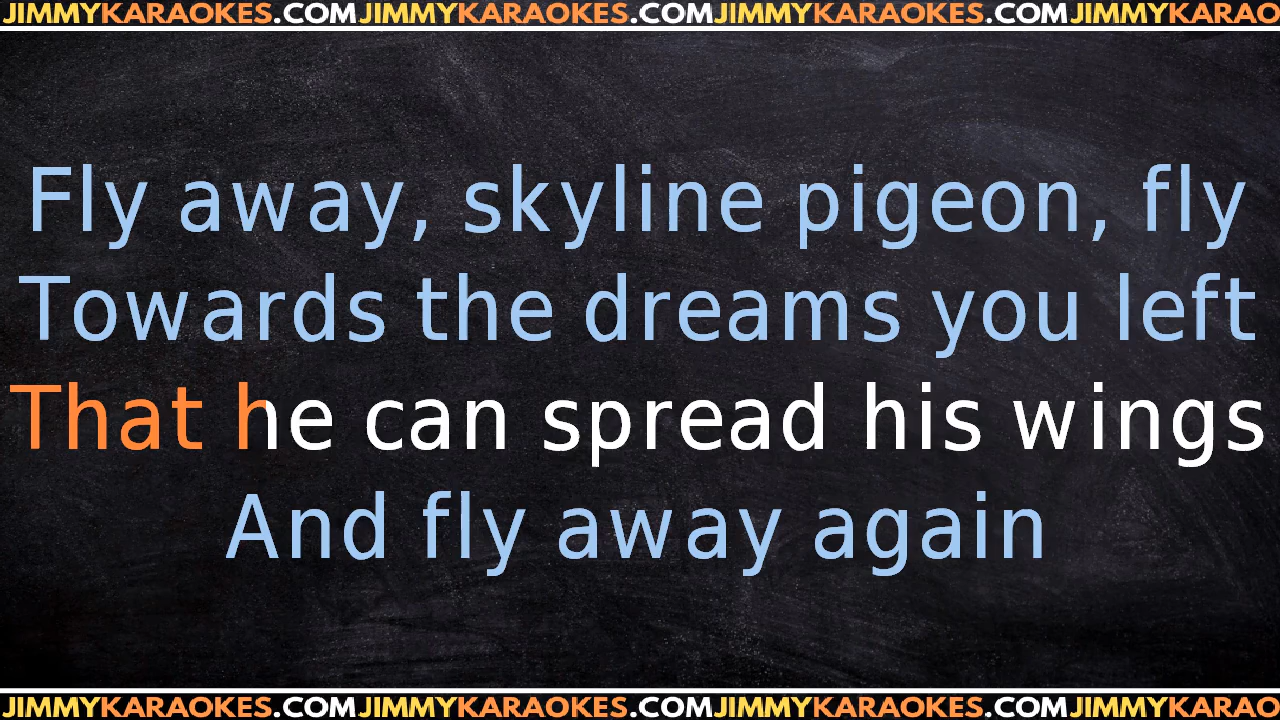 JIMMYKARAOKES.COMJIMMYKARAOKES.COMJIMMYKARAOKES.COMJIMMYKARAO
Fly away, skyline pigeon, fly
Towards the dreams you left
That he can spread his wings
And fly away again
JIMMYKARAOKES.COMJIMMYKARAOKES.COMJIMMYKARAOKES.COMJIMMYKARAO